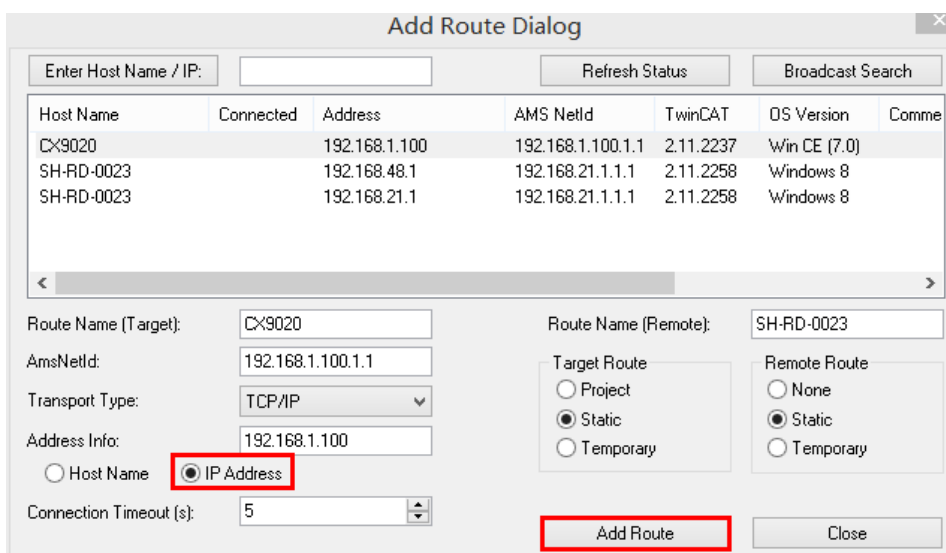 Add Route Dialog
Enter Host Name / IP: Refresh Status Broadcast Search
Host Name Connected Address AMS NetId TwinCAT OS Version Comme
CX9020 192.168.1.100 192.168.1.100.1.1 2.11.2237 Win CE (7.0)
SH-RD-0023 192.168.48.1 192.168.21.1.1.1 2.11.2258 Windows 8
SH-RD-0023 192.168.21.1 192.168.21.1.1.1 2.11.2258 Windows 8
Route Name (Target): CX9020 Route Name (Remote): SH-RD-0023
AmsNetId: 192.168.1.100.1.1 Target Route Remote Route
Project None
Transport Type: TCP/IP Static Static
Address Info: 192.168.1.100 Temporary Temporary
Host Name IP Address
Connection Timeout (s): 5
Add Route Close